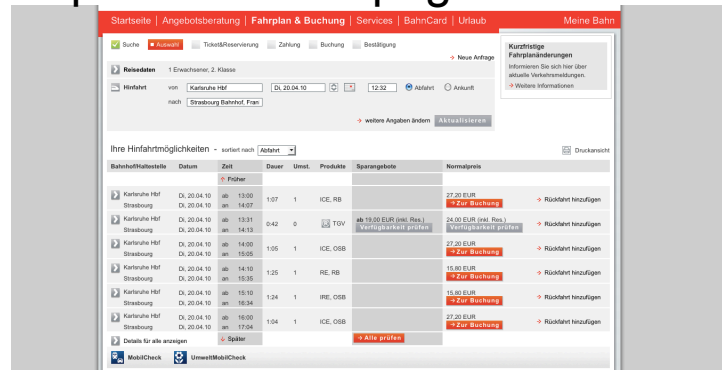 Startseite | Angebotsberatung | Fahrplan & Buchung | Services | BahnCard | Urlaub Meine Bahn
Suche Auswahl Ticket&Reservierung Zahlung Buchung Bestätigung
Neue Anfrage
Reisedaten 1 Erwachsener, 2. Klasse
Hinfahrt von Karlsruhe Hbf Di, 20.04.10 12:32 Abfahrt Ankunft
nach Strasbourg Bahnhof, Frani
weitere Angaben ändern Aktualisieren
Kurzfristige
Fahrplanänderungen
Informieren Sie sich hier über
aktuelle Verkehrsmeldungen.
Weitere Informationen
Ihre Hinfahrtmöglichkeiten - sortiert nach Abfahrt Druckansicht
Bahnhof/Haltestelle Datum Zeit Dauer Umst. Produkte Sparangebote Normalpreis
Früher
Karlsruhe Hbf Di, 20.04.10 ab 13:00 1:07 1 ICE, RB 27,20 EUR Rückfahrt hinzufügen
Strasbourg Di, 20.04.10 an 14:07 Zur Buchung
Karlsruhe Hbf Di, 20.04.10 ab 13:31 0:42 0 TGV ab 19,00 EUR (inkl. Res.) 24,00 EUR (inkl. Res.) Rückfahrt hinzufügen
Strasbourg Di, 20.04.10 an 14:13 Verfügbarkeit prüfen Verfügbarkeit prüfen
Karlsruhe Hbf Di, 20.04.10 ab 14:00 1:05 1 ICE, OSB 27,20 EUR Rückfahrt hinzufügen
Strasbourg Di, 20.04.10 an 15:05 Zur Buchung
Karlsruhe Hbf Di, 20.04.10 ab 14:10 1:25 1 RE, RB 15,80 EUR Rückfahrt hinzufügen
Strasbourg Di, 20.04.10 an 15:35 Zur Buchung
Karlsruhe Hbf Di, 20.04.10 ab 15:10 1:24 1 IRE, OSB 15,80 EUR Rückfahrt hinzufügen
Strasbourg Di, 20.04.10 an 16:34 Zur Buchung
Karlsruhe Hbf Di, 20.04.10 ab 16:00 1:04 1 ICE, OSB 27,20 EUR Rückfahrt hinzufügen
Strasbourg Di, 20.04.10 an 17:04 Zur Buchung
Details für alle anzeigen Später Alle prüfen
MobilCheck UmweltMobilCheck